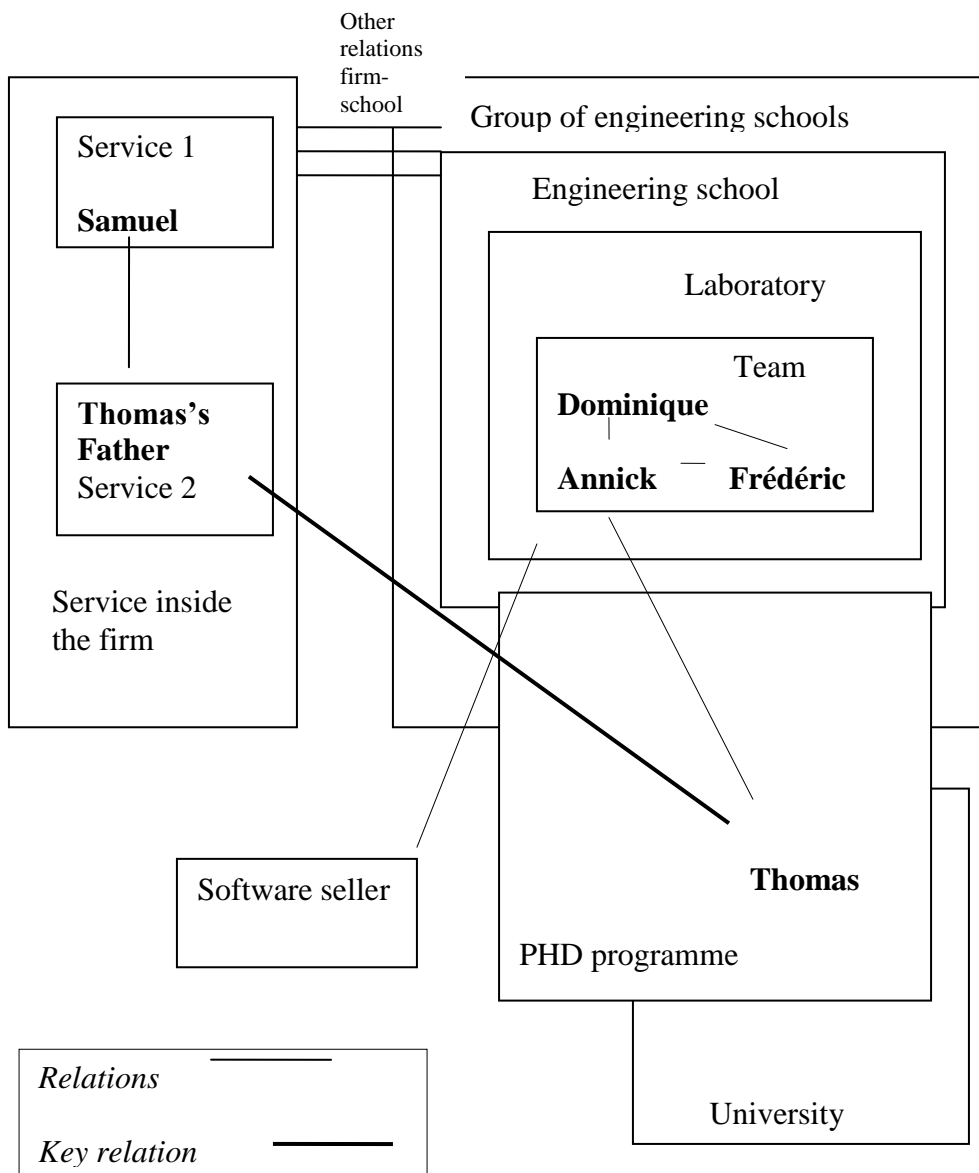 Other
relations
firm-
school
Group of engineering schools
Service 1
Samuel
Engineering school
Laboratory
Team
Dominique
Annick Frédéric
Thomas's
Father
Service 2
Service inside
the firm
Software seller
Thomas
PHD programme
University
Relations
Key relation